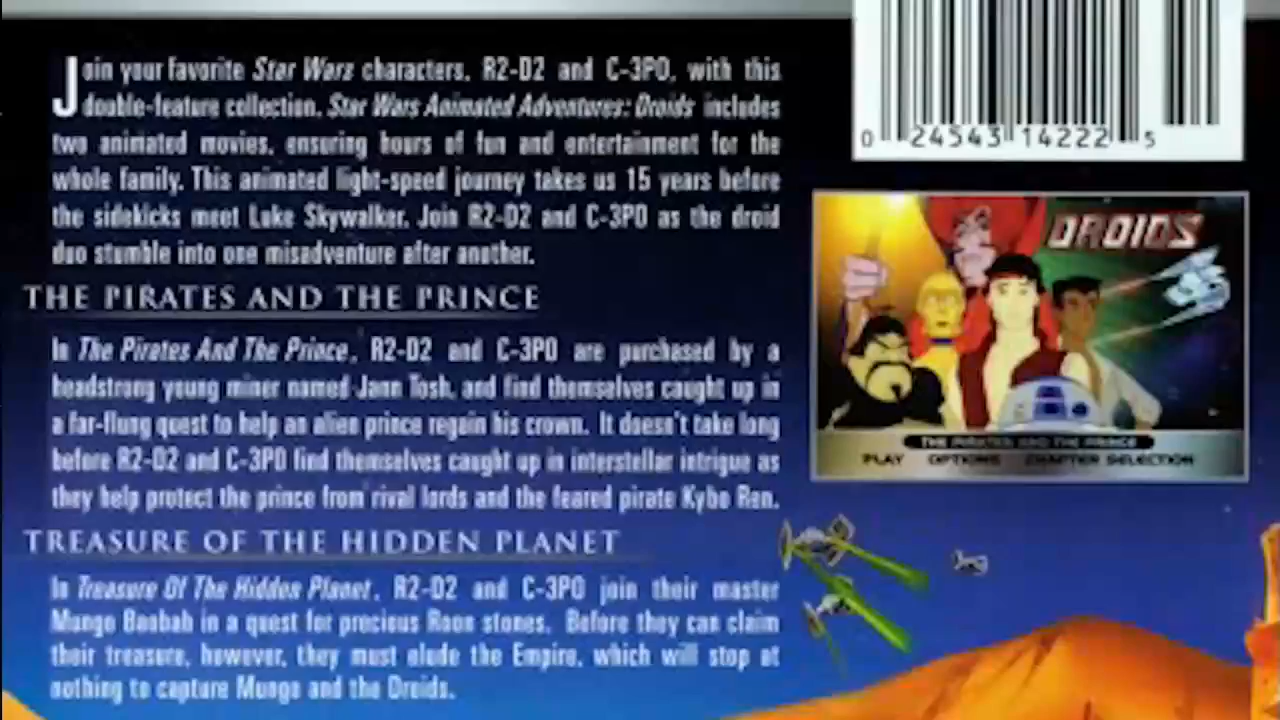 Join your favorite Star Wars characters, R2-D2 and C-3PO, with this
double-feature collection. Star Wars Animated Adventures: Droids includes
two animated movies, ensuring hours of fun and entertainment for the
whole family. This animated light-speed journey takes us 15 years before
the sidekicks meet Luke Skywalker. Join R2-D2 and C-3PO as the droid
duo stumble into one misadventure after another.
THE PIRATES AND THE PRINCE
In The Pirates And The Prince, R2-D2 and C-3PO are purchased by a
headstrong young miner named Jann Tosh, and find themselves caught up in
a far-flung quest to help an alien prince regain his crown. It doesn't take long
before R2-D2 and C-3PO find themselves caught up in interstellar intrigue as
they help protect the prince from rival lords and the feared pirate Kybo Ren.
TREASURE OF THE HIDDEN PLANET
In Treasure Of The Hidden Planet, R2-D2 and C-3PO join their master
Mungo Baobab in a quest for precious Roon stones. Before they can claim
their treasure, however, they must elude the Empire, which will stop at
nothing to capture Mungo and the Droids.
0 24543 14222 5
DROIDS
THE PIRATES AND THE PRINCE
PLAY OPTIONS CHAPTER SELECTION